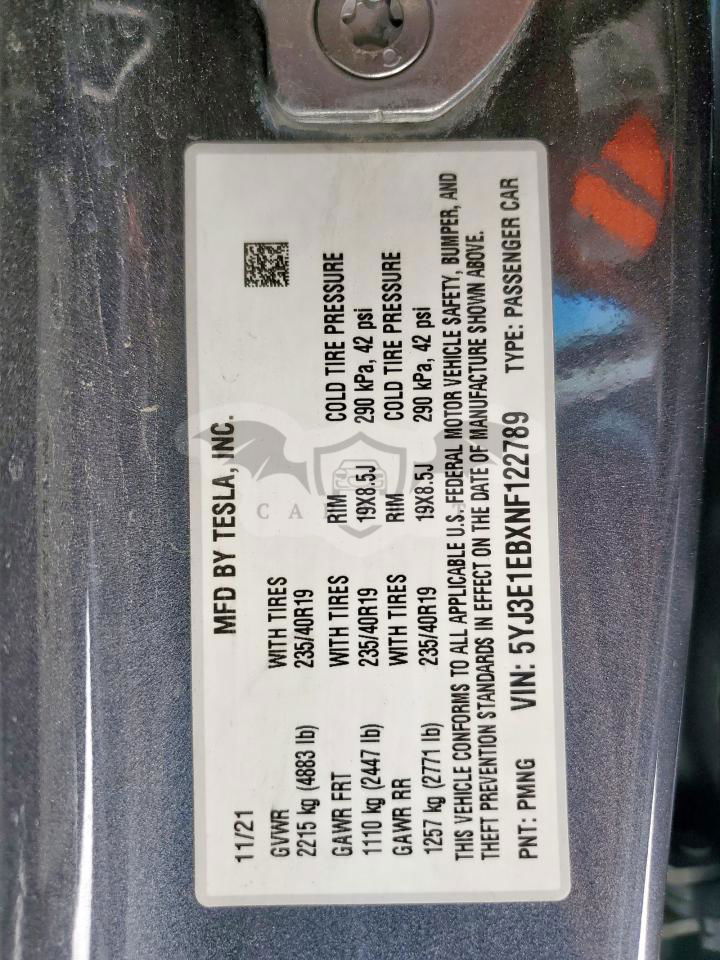 MFD BY TESLA, INC.
11/21
GVWR WITH TIRES
2215 kg (4883 lb) 235/40R19
GAWR FRT WITH TIRES RIM COLD TIRE PRESSURE
1110 kg (2447 lb) 235/40R19 19X8.5J 290 kPa, 42 psi
GAWR RR WITH TIRES RIM COLD TIRE PRESSURE
1257 kg (2771 lb) 235/40R19 19X8.5J 290 kPa, 42 psi
THIS VEHICLE CONFORMS TO ALL APPLICABLE U.S. FEDERAL MOTOR VEHICLE SAFETY, BUMPER, AND
THEFT PREVENTION STANDARDS IN EFFECT ON THE DATE OF MANUFACTURE SHOWN ABOVE.
PNT: PMNG VIN: 5YJ3E1EBXNF122789 TYPE: PASSENGER CAR